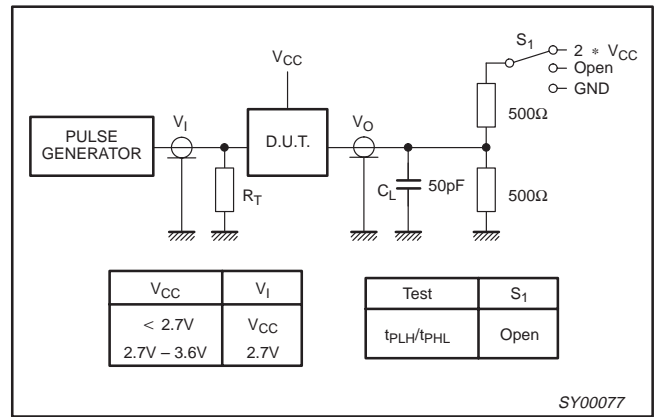 S1
2 * VCC
Open
GND
VCC
500Ω
VI
VO
PULSE
GENERATOR
D.U.T.
RT
CL
50pF
500Ω
VCC VI
< 2.7V VCC
2.7V – 3.6V 2.7V
Test S1
tPLH/tPHL Open
SY00077